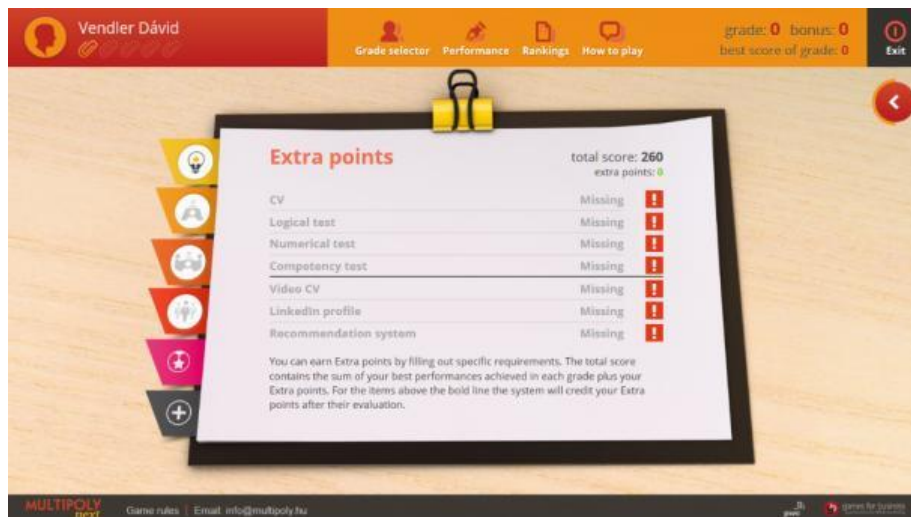 Vendler Dávid
Grade selector
Performance
Rankings
How to play
grade: 0 bonus: 0
best score of grade: 0
Exit
Extra points
total score: 260
extra points: 0
CV Missing
Logical test Missing
Numerical test Missing
Competency test Missing
Video CV Missing
LinkedIn profile Missing
Recommendation system Missing
You can earn Extra points by filling out specific requirements. The total score
contains the sum of your best performances achieved in each grade plus your
Extra points. For the items above the bold line the system will credit your Extra
points after their evaluation.
MULTIPOLY
next
Game rules | Email: info@multipoly.hu
pwc
games for business